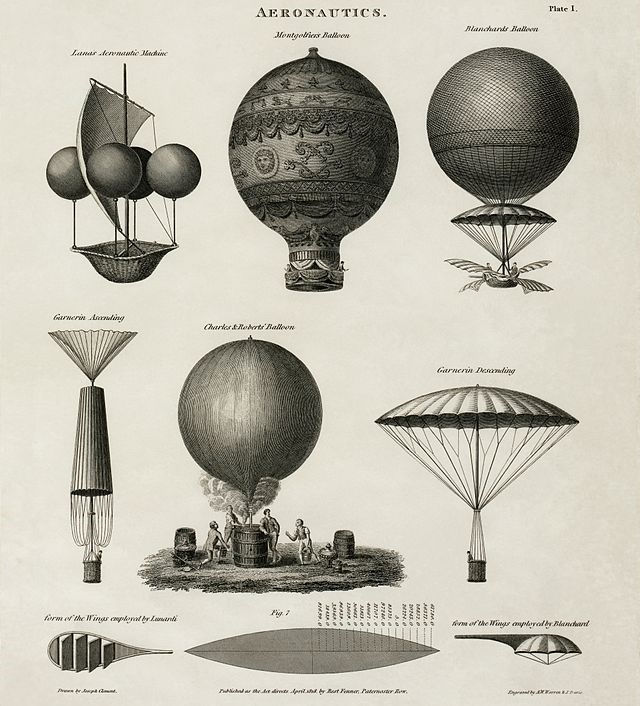 AERONAUTICS.
Plate 1.
Lana's Aeronautic Machine
Montgolfiers Balloon
Blanchards Balloon
Garnerin Ascending
Charles & Roberts' Balloon
Garnerin Descending
form of the Wings employed by Lunardi
Fig. 7
form of the Wings employed by Blanchard
Drawn by Joseph Clement.
Published as the Act directs April, 1818, by Rest Fenner, Paternoster Row.
Engraved by